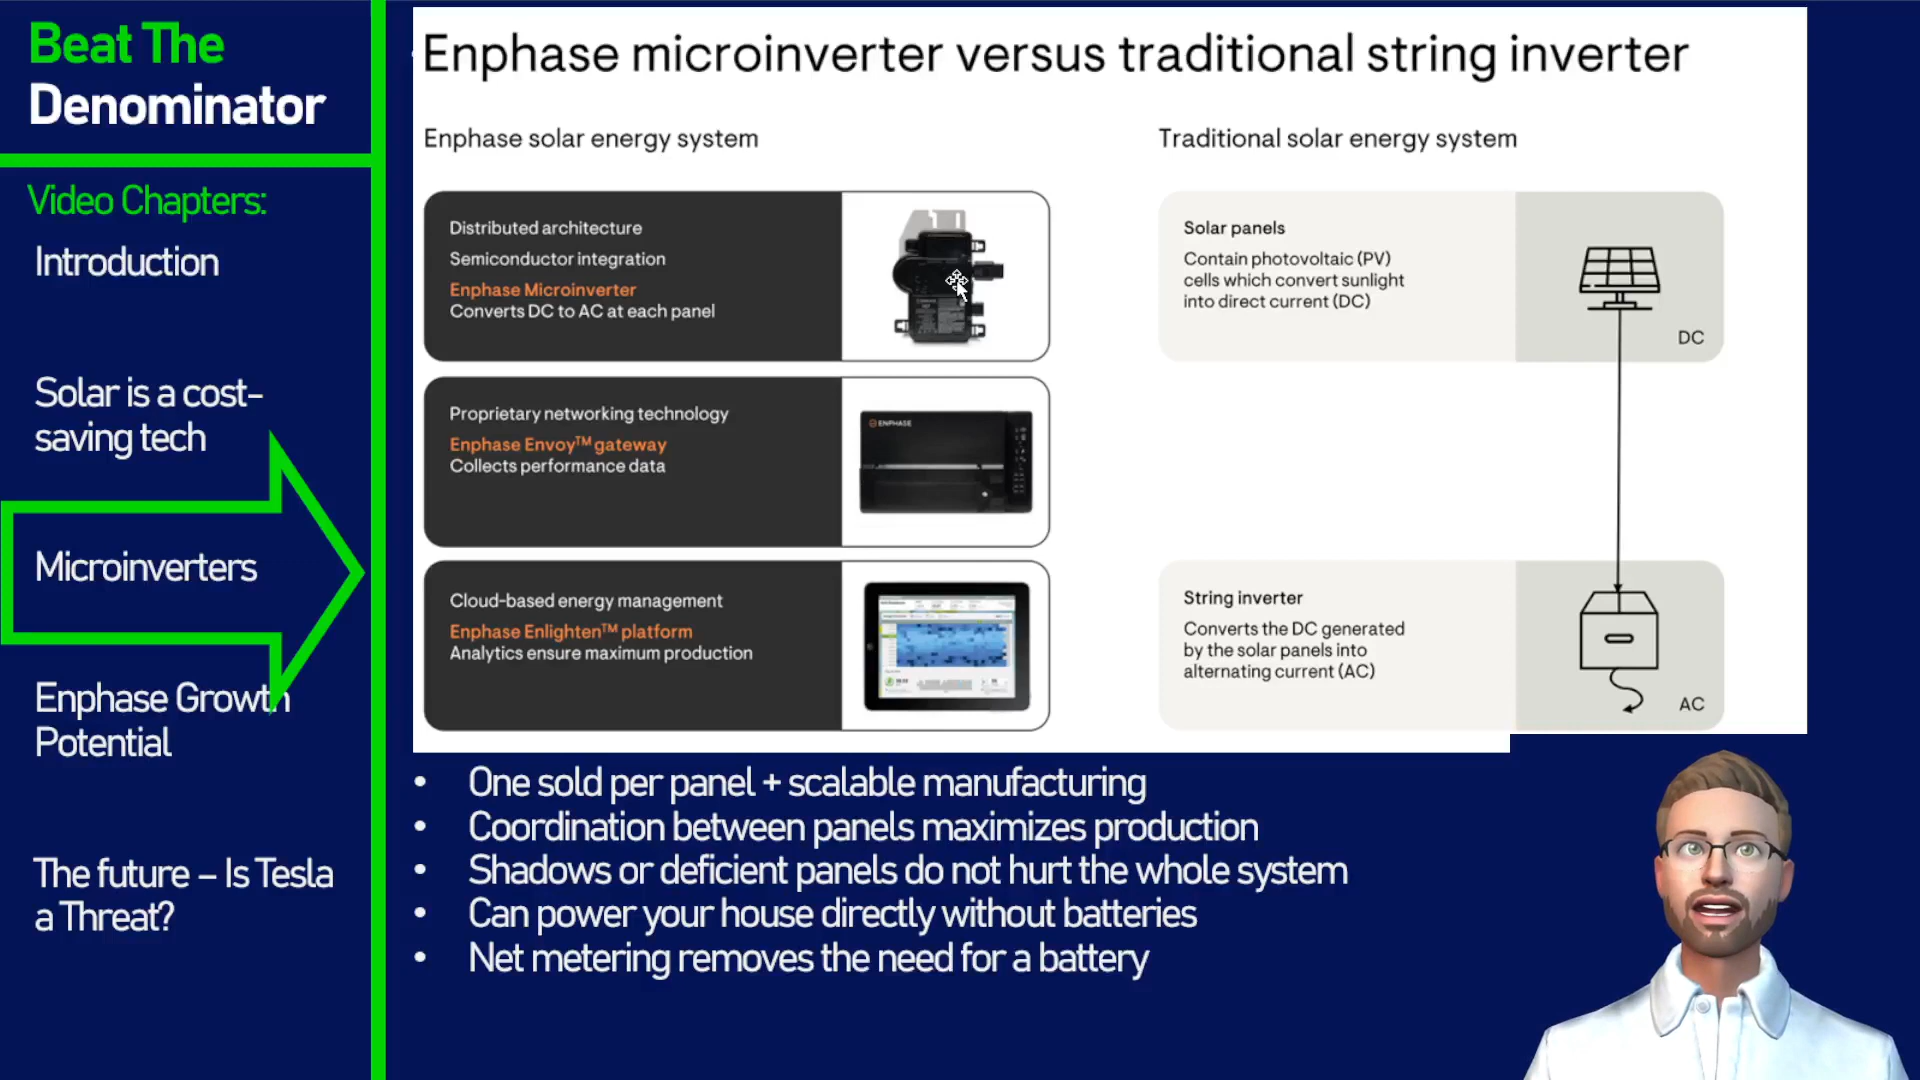 Beat The
Denominator
Video Chapters:
Introduction
Solar is a cost-
saving tech
Microinverters
Enphase Growth
Potential
The future – Is Tesla
a Threat?
Enphase microinverter versus traditional string inverter
Enphase solar energy system
Distributed architecture
Semiconductor integration
Enphase Microinverter
Converts DC to AC at each panel
Proprietary networking technology
Enphase Envoy™ gateway
Collects performance data
ENPHASE
Cloud-based energy management
Enphase Enlighten™ platform
Analytics ensure maximum production
Traditional solar energy system
Solar panels
Contain photovoltaic (PV)
cells which convert sunlight
into direct current (DC)
DC
String inverter
Converts the DC generated
by the solar panels into
alternating current (AC)
AC
• One sold per panel + scalable manufacturing
• Coordination between panels maximizes production
• Shadows or deficient panels do not hurt the whole system
• Can power your house directly without batteries
• Net metering removes the need for a battery